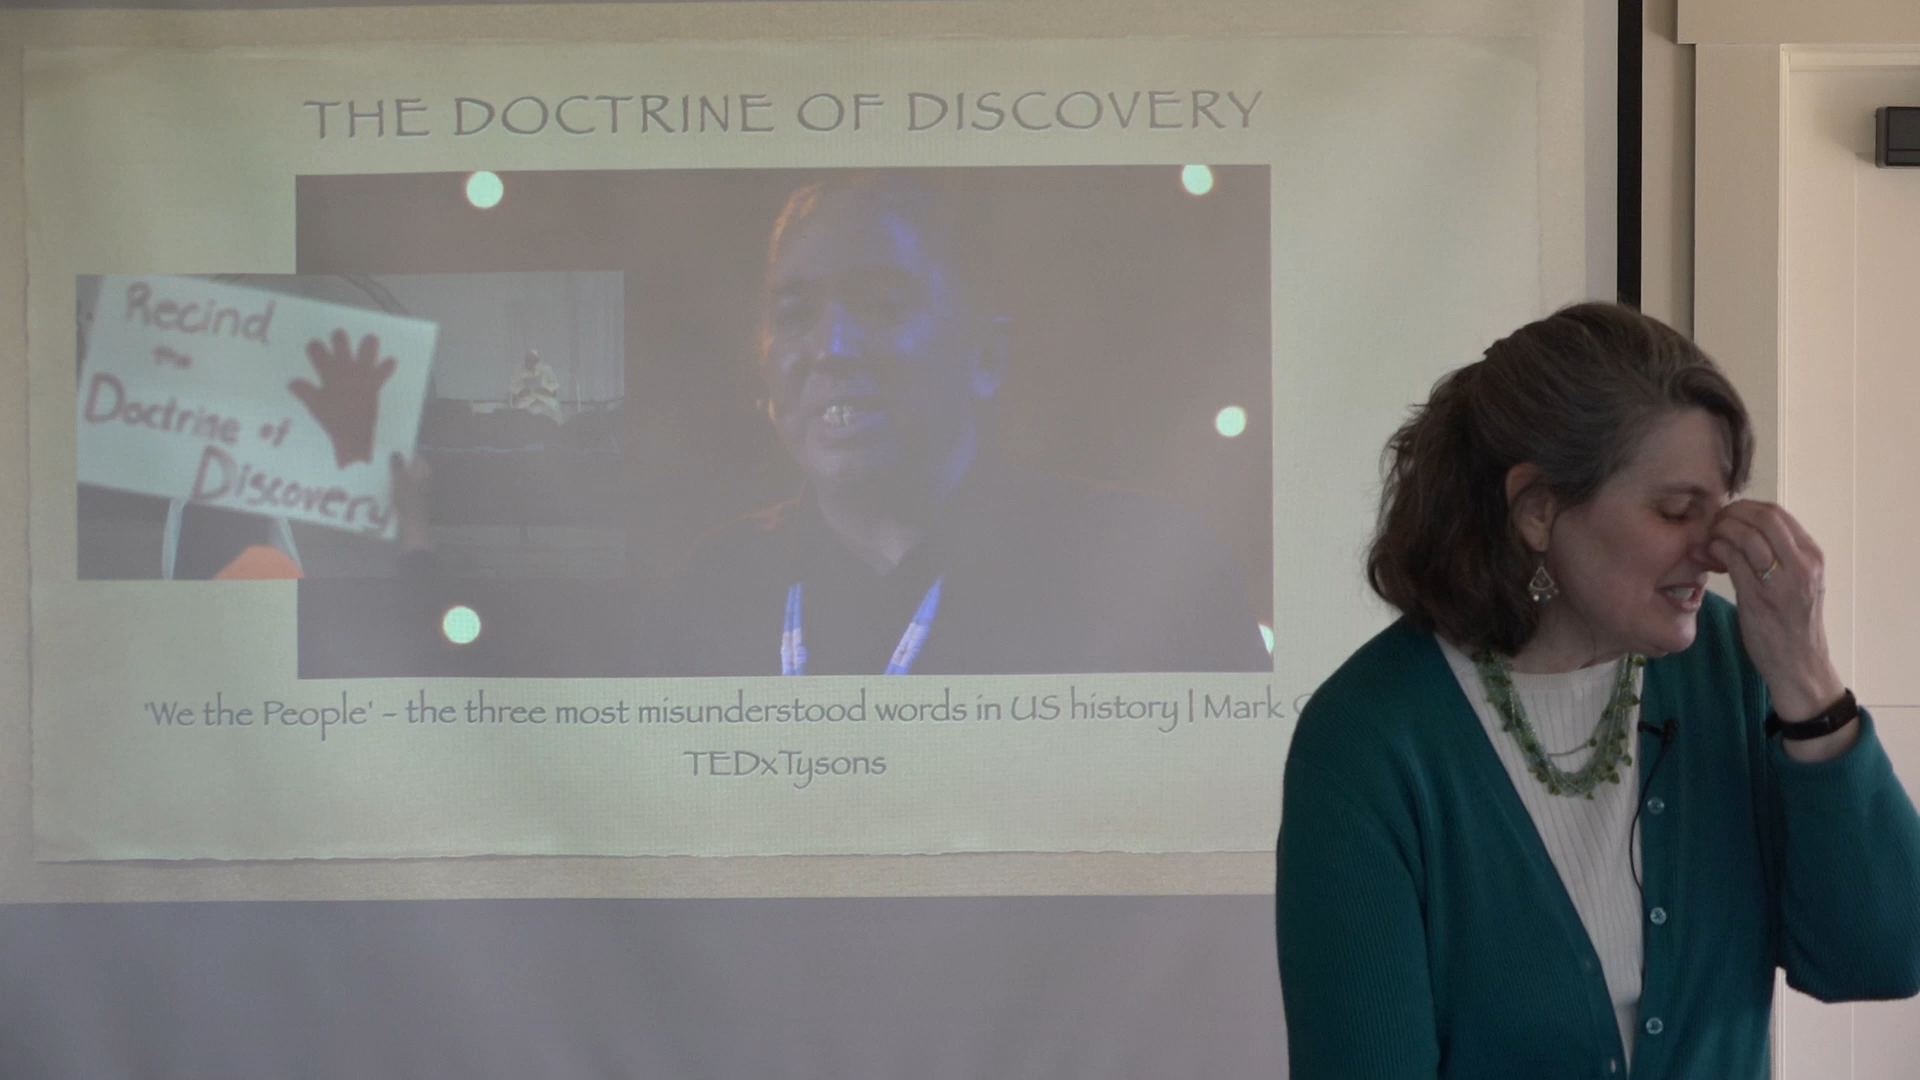 THE DOCTRINE OF DISCOVERY
Recind
the
Doctrine of
Discovery
'We the People' - the three most misunderstood words in US history | Mark
TEDxTysons